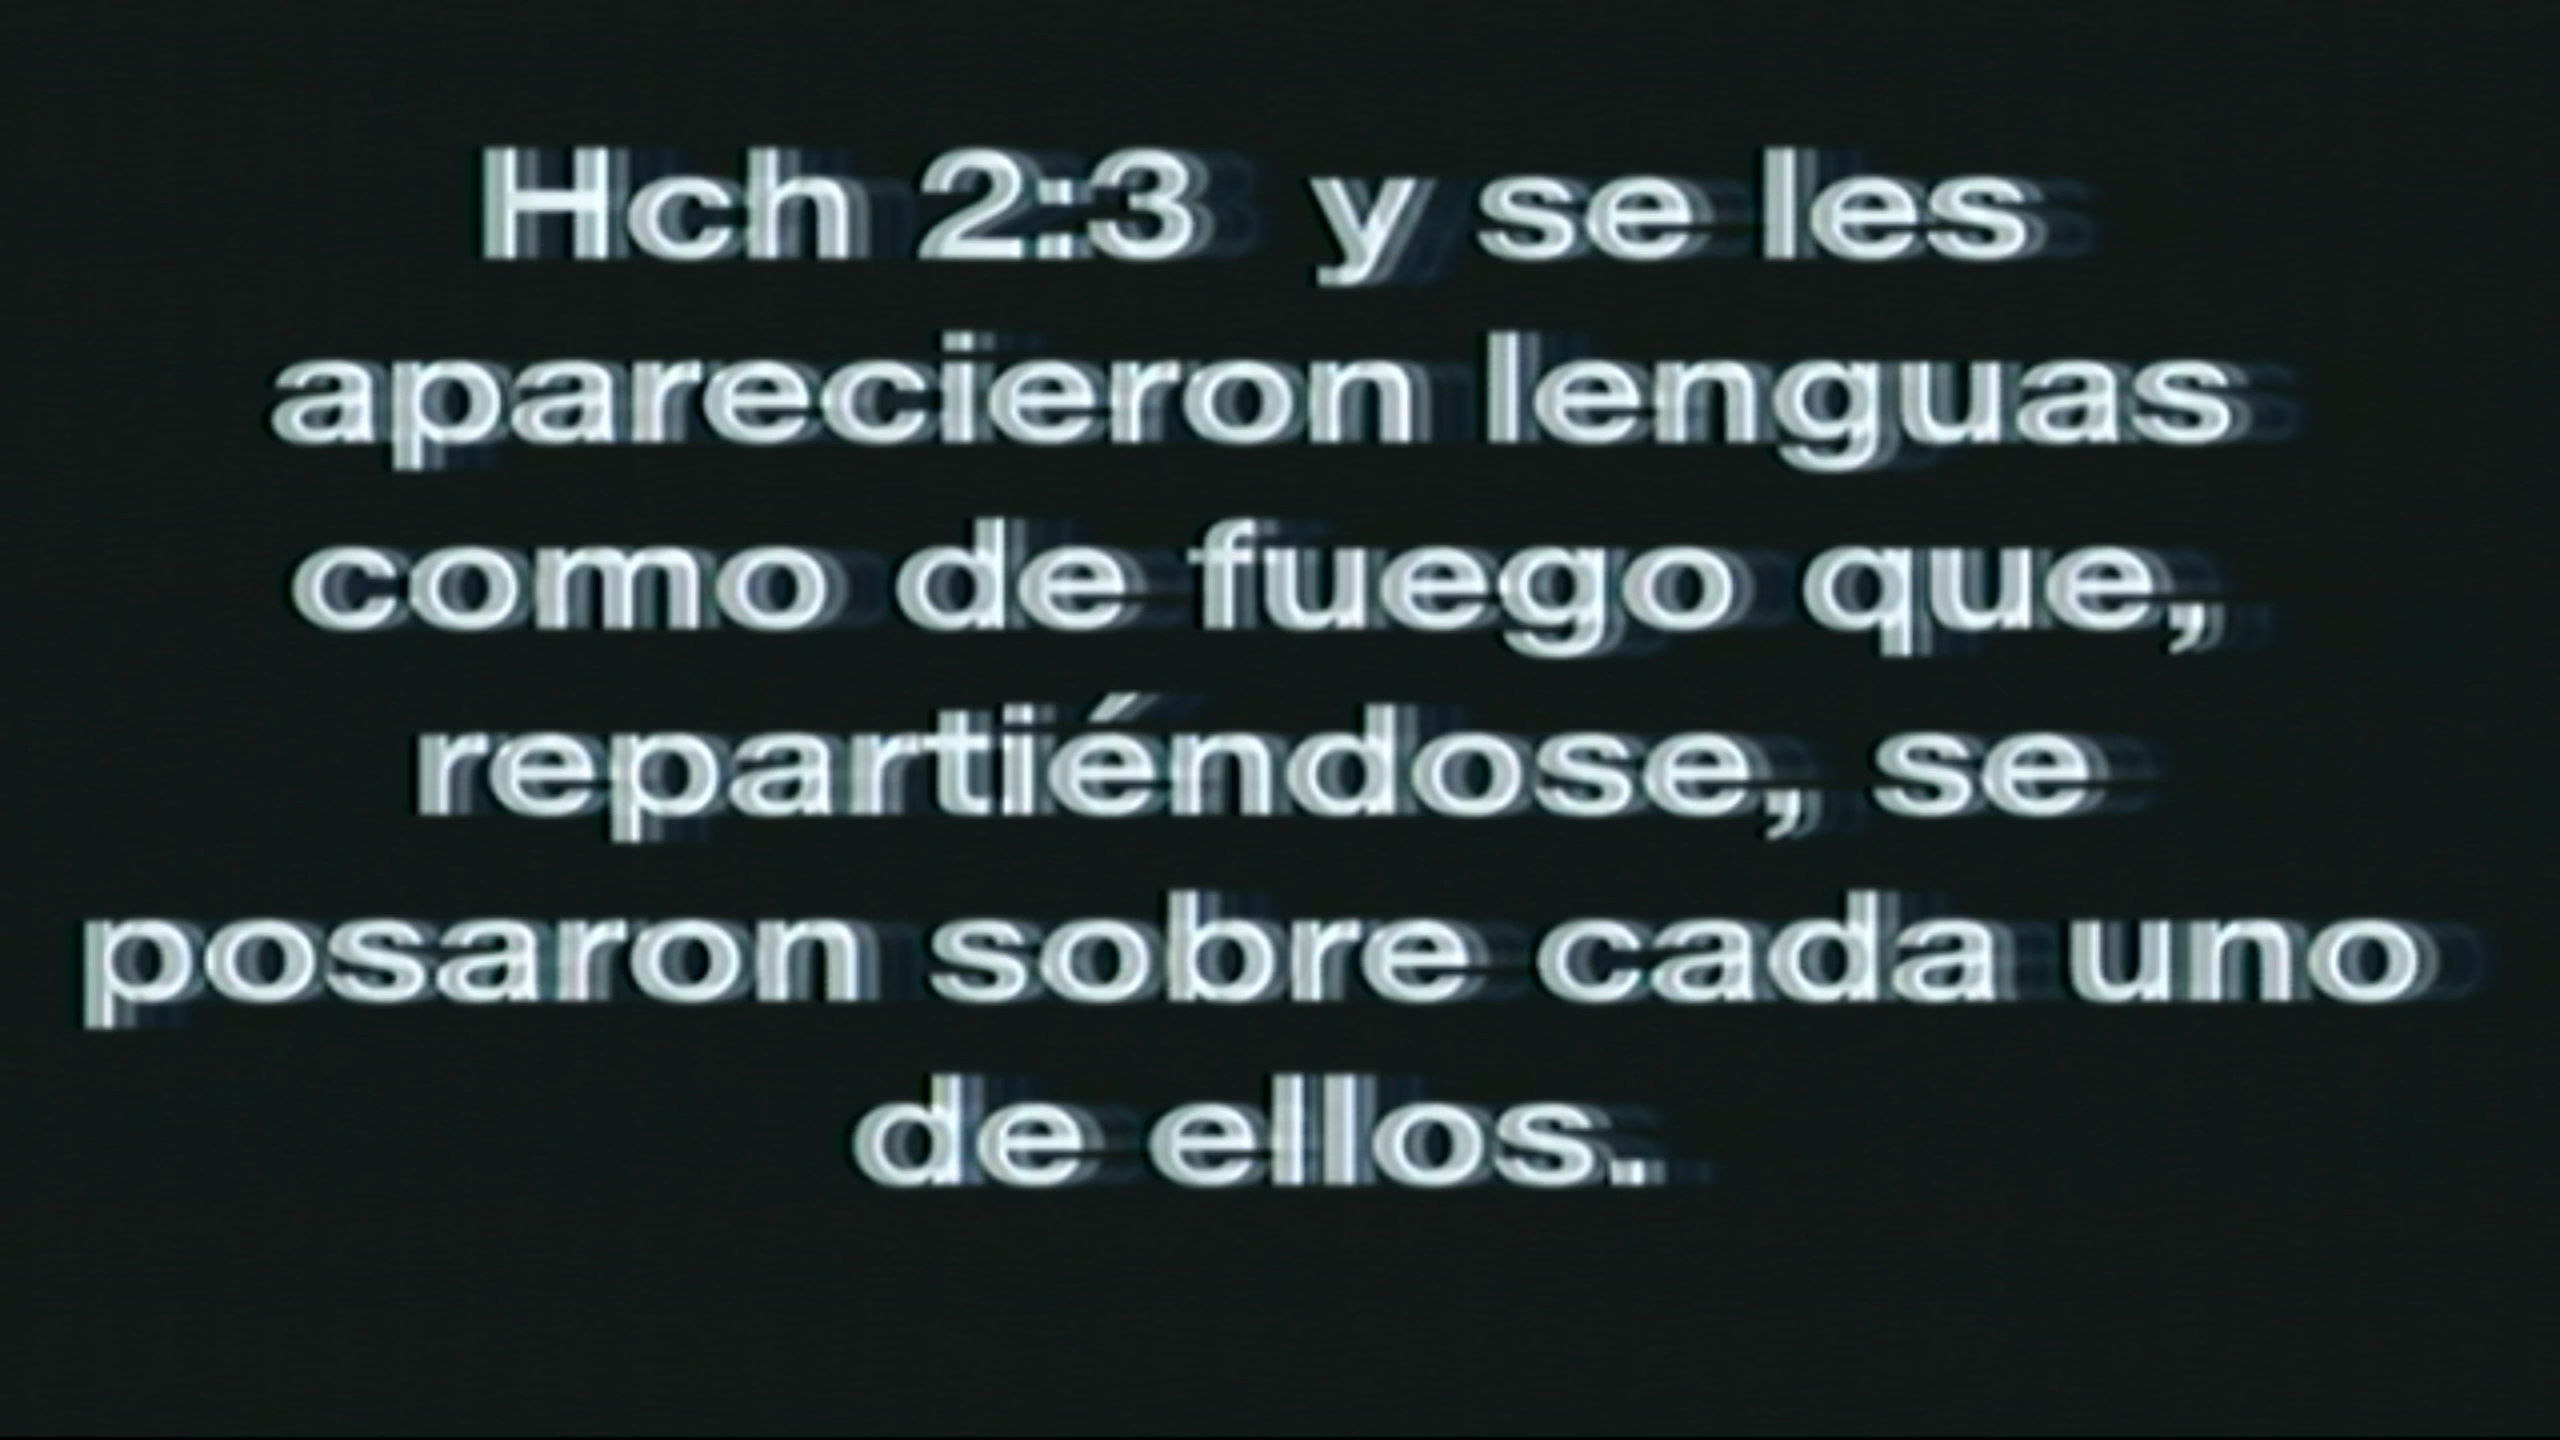 Hch 2:3  y se les
aparecieron lenguas
como de fuego que,
repartiéndose, se
posaron sobre cada uno
de ellos.